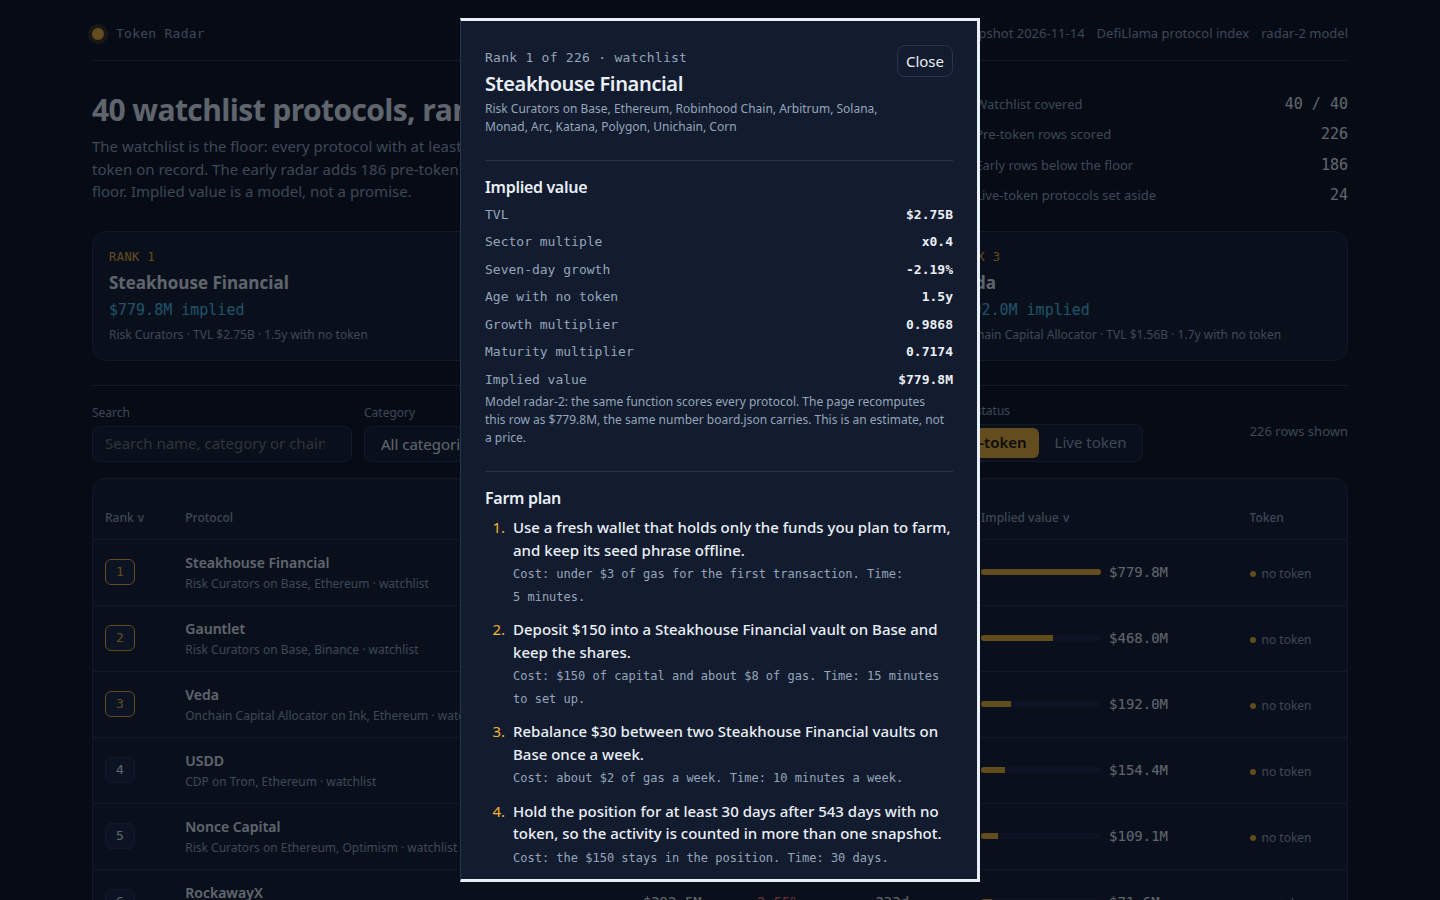 Token Radar
pshot 2026-11-14 DefiLlama protocol index radar-2 model
40 watchlist protocols, ran
The watchlist is the floor: every protocol with at least
token on record. The early radar adds 186 pre-token
floor. Implied value is a model, not a promise.
Watchlist covered 40 / 40
Pre-token rows scored 226
Early rows below the floor 186
Live-token protocols set aside 24
RANK 1
Steakhouse Financial
$779.8M implied
Risk Curators · TVL $2.75B · 1.5y with no token
K 3
da
2.0M implied
hain Capital Allocator · TVL $1.56B · 1.7y with no token
Search
Search name, category or chain
Category
All categori
status
-token
Live token
226 rows shown
Rank v Protocol Implied value v Token
1 Steakhouse Financial $779.8M no token
Risk Curators on Base, Ethereum · watchlist
2 Gauntlet $468.0M no token
Risk Curators on Base, Binance · watchlist
3 Veda $192.0M no token
Onchain Capital Allocator on Ink, Ethereum · wat
4 USDD $154.4M no token
CDP on Tron, Ethereum · watchlist
5 Nonce Capital $109.1M no token
Risk Curators on Ethereum, Optimism · watchlist
RockawayX
Rank 1 of 226 · watchlist
Close
Steakhouse Financial
Risk Curators on Base, Ethereum, Robinhood Chain, Arbitrum, Solana,
Monad, Arc, Katana, Polygon, Unichain, Corn
Implied value
TVL $2.75B
Sector multiple x0.4
Seven-day growth -2.19%
Age with no token 1.5y
Growth multiplier 0.9868
Maturity multiplier 0.7174
Implied value $779.8M
Model radar-2: the same function scores every protocol. The page recomputes
this row as $779.8M, the same number board.json carries. This is an estimate, not
a price.
Farm plan
1. Use a fresh wallet that holds only the funds you plan to farm,
and keep its seed phrase offline.
Cost: under $3 of gas for the first transaction. Time:
5 minutes.
2. Deposit $150 into a Steakhouse Financial vault on Base and
keep the shares.
Cost: $150 of capital and about $8 of gas. Time: 15 minutes
to set up.
3. Rebalance $30 between two Steakhouse Financial vaults on
Base once a week.
Cost: about $2 of gas a week. Time: 10 minutes a week.
4. Hold the position for at least 30 days after 543 days with no
token, so the activity is counted in more than one snapshot.
Cost: the $150 stays in the position. Time: 30 days.